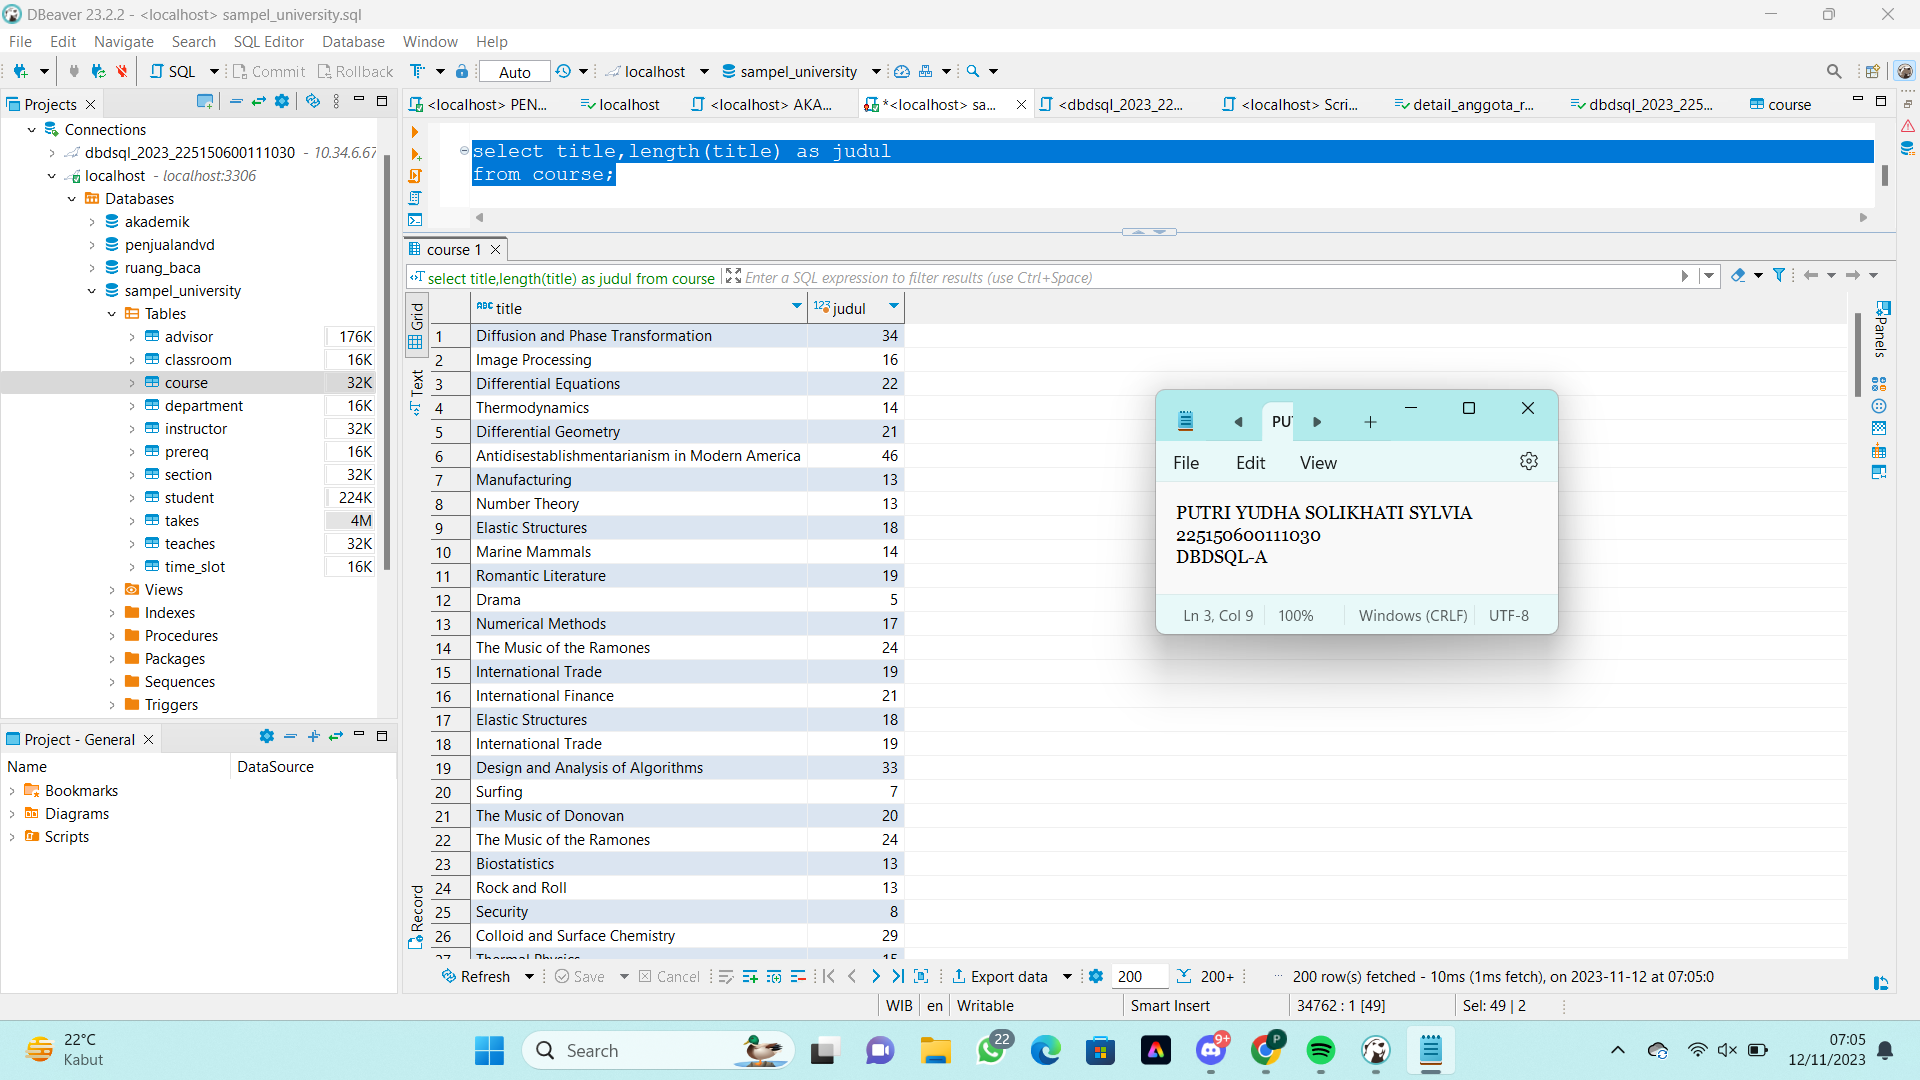 DBeaver 23.2.2 - <localhost> sampel_university.sql
File Edit Navigate Search SQL Editor Database Window Help
SQL Commit Rollback Auto localhost sampel_university
Projects
<localhost> PEN... localhost <localhost> AKA... *<localhost> sa... <dbdsql_2023_22... <localhost> Scri... detail_anggota_r... dbdsql_2023_225... course
Connections
dbdsql_2023_225150600111030 - 10.34.6.67
localhost - localhost:3306
Databases
akademik
penjualandvd
ruang_baca
sampel_university
Tables
advisor 176K
classroom 16K
course 32K
department 16K
instructor 32K
prereq 16K
section 32K
student 224K
takes 4M
teaches 32K
time_slot 16K
Views
Indexes
Procedures
Packages
Sequences
Triggers
Project - General
Name DataSource
Bookmarks
Diagrams
Scripts
select title,length(title) as judul
from course;
course 1
select title,length(title) as judul from course Enter a SQL expression to filter results (use Ctrl+Space)
Grid
Text
Record
Panels
ABC title 123 judul
1 Diffusion and Phase Transformation 34
2 Image Processing 16
3 Differential Equations 22
4 Thermodynamics 14
5 Differential Geometry 21
6 Antidisestablishmentarianism in Modern America 46
7 Manufacturing 13
8 Number Theory 13
9 Elastic Structures 18
10 Marine Mammals 14
11 Romantic Literature 19
12 Drama 5
13 Numerical Methods 17
14 The Music of the Ramones 24
15 International Trade 19
16 International Finance 21
17 Elastic Structures 18
18 International Trade 19
19 Design and Analysis of Algorithms 33
20 Surfing 7
21 The Music of Donovan 20
22 The Music of the Ramones 24
23 Biostatistics 13
24 Rock and Roll 13
25 Security 8
26 Colloid and Surface Chemistry 29
27 Thermal Physics 15
PUT
File Edit View
PUTRI YUDHA SOLIKHATI SYLVIA
225150600111030
DBDSQL-A
Ln 3, Col 9 100% Windows (CRLF) UTF-8
Refresh Save Cancel Export data 200 200+ 200 row(s) fetched - 10ms (1ms fetch), on 2023-11-12 at 07:05:0
WIB en Writable Smart Insert 34762 : 1 [49] Sel: 49 | 2
22°C
Kabut
Search
22
9+
P
07:05
12/11/2023